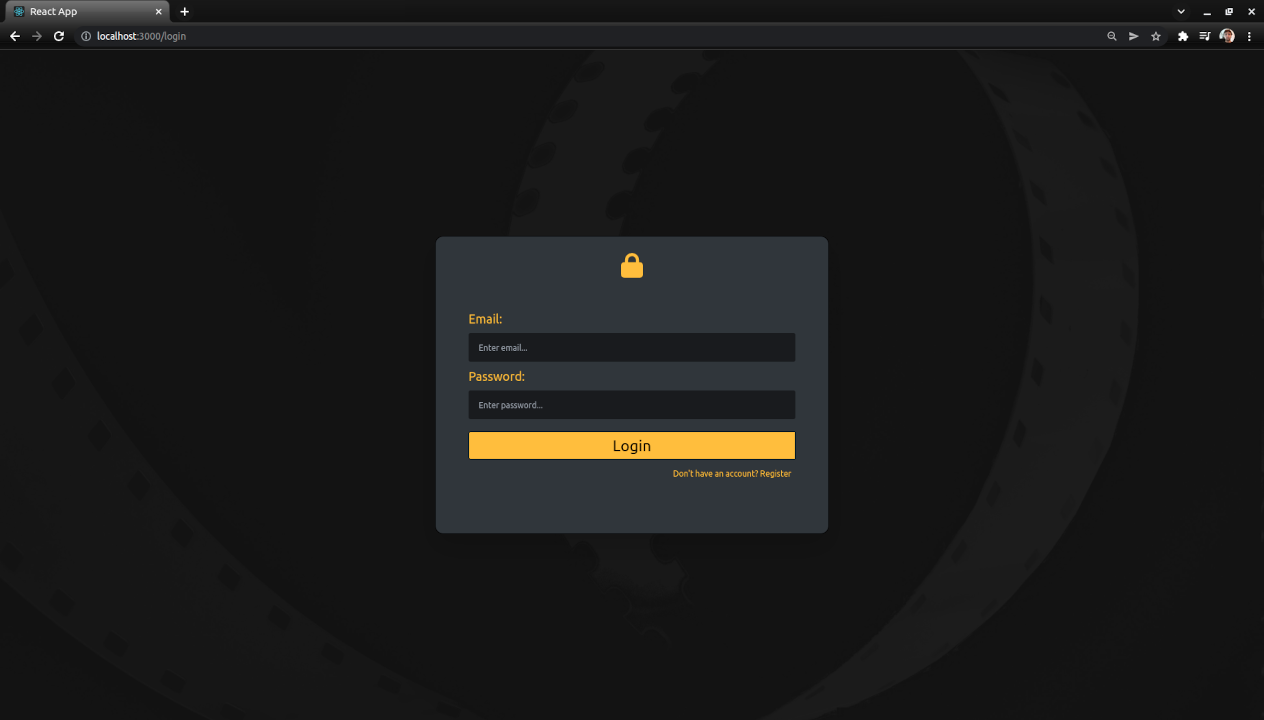 React App
localhost:3000/login
Email:
Enter email...
Password:
Enter password...
Login
Don't have an account? Register